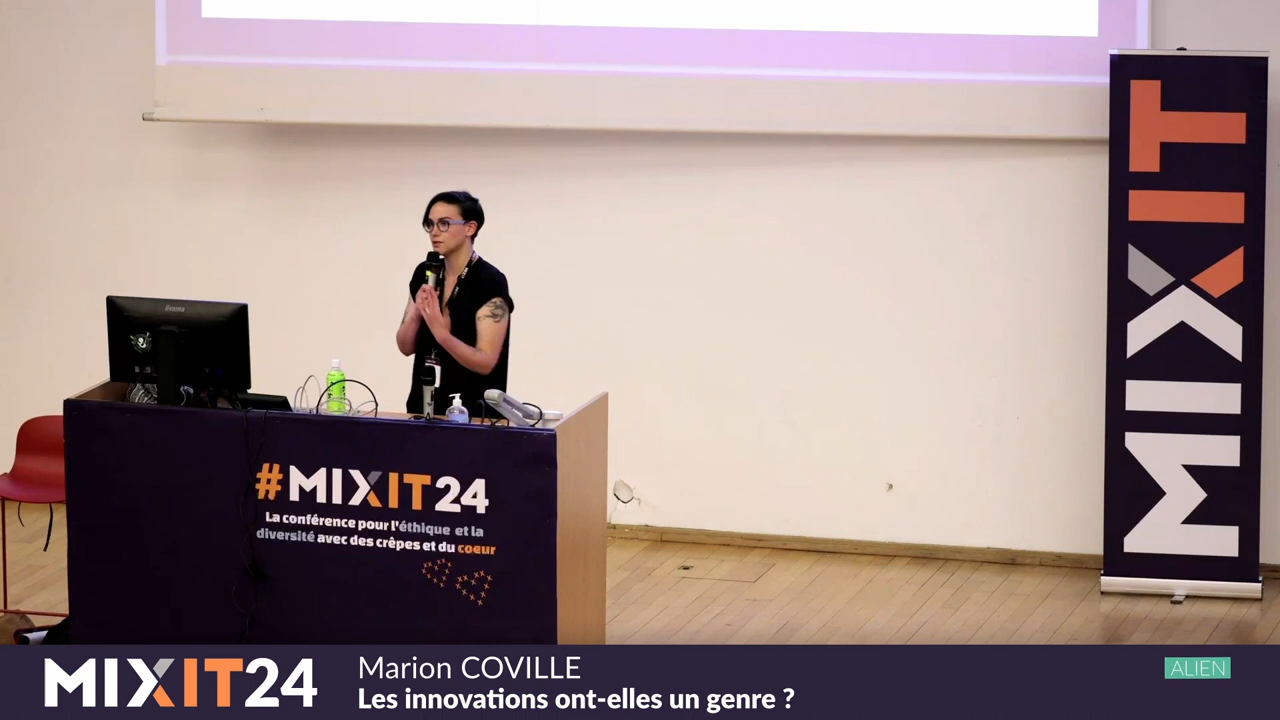 MIXIT
iiyama
#MIXIT24
La conférence pour l'éthique et la
diversité avec des crêpes et du coeur
MIXIT24
Marion COVILLE
Les innovations ont-elles un genre ?
ALIEN